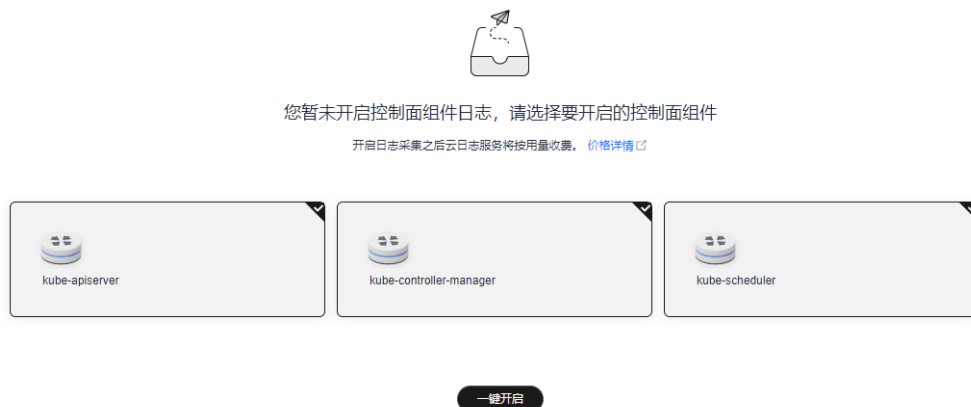 您暂未开启控制面组件日志，请选择要开启的控制面组件
开启日志采集之后云日志服务将按用量收费。 价格详情
kube-apiserver
kube-controller-manager
kube-scheduler
一键开启